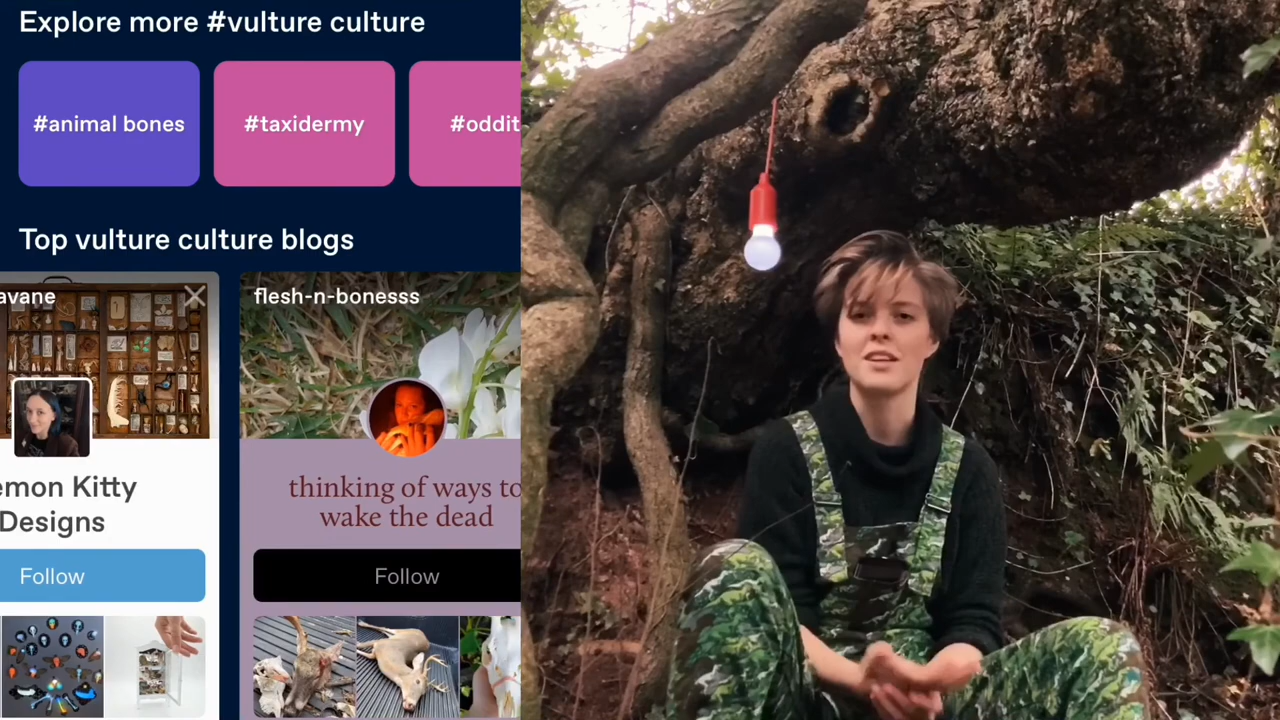 Explore more #vulture culture
#animal bones
#taxidermy
#oddit
Top vulture culture blogs
avane
flesh-n-bonesss
emon Kitty
Designs
thinking of ways to
wake the dead
Follow
Follow